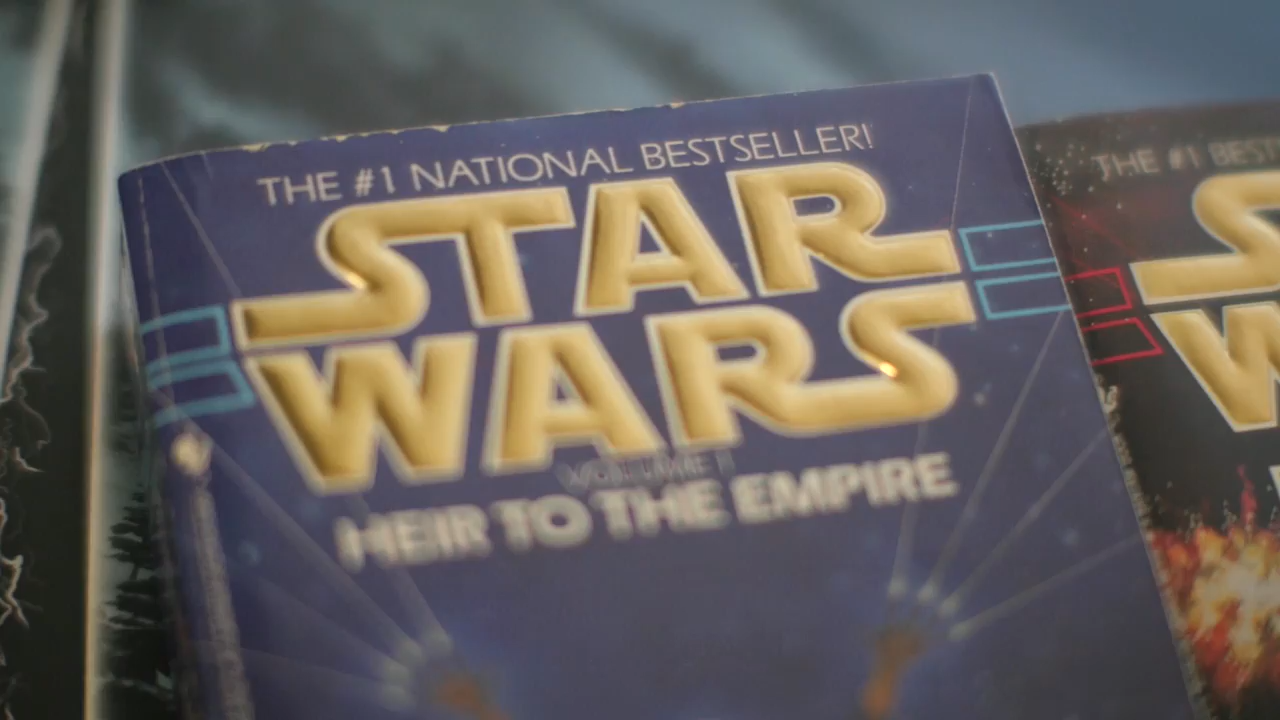 THE #1 NATIONAL BESTSELLER!
STAR
WARS
VOLUME 1
HEIR TO THE EMPIRE
THE #1 BEST
S
W